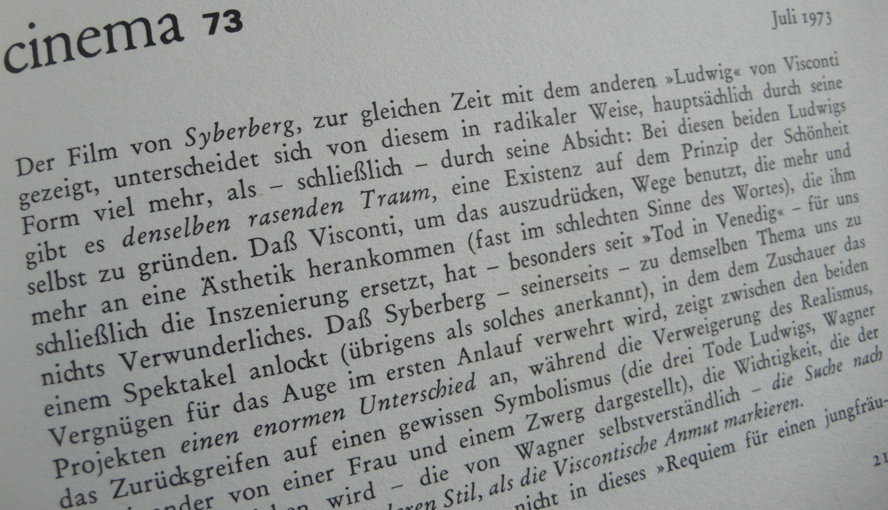 cinema 73
Juli 1973
Der Film von Syberberg, zur gleichen Zeit mit dem anderen »Ludwig« von Visconti
gezeigt, unterscheidet sich von diesem in radikaler Weise, hauptsächlich durch seine
Form viel mehr, als – schließlich – durch seine Absicht: Bei diesen beiden Ludwigs
gibt es denselben rasenden Traum, eine Existenz auf dem Prinzip der Schönheit
selbst zu gründen. Daß Visconti, um das auszudrücken, Wege benutzt, die mehr und
mehr an eine Ästhetik herankommen (fast im schlechten Sinne des Wortes), die ihm
schließlich die Inszenierung ersetzt, hat – besonders seit »Tod in Venedig« – für uns
nichts Verwunderliches. Daß Syberberg – seinerseits – zu demselben Thema uns zu
einem Spektakel anlockt (übrigens als solches anerkannt), in dem dem Zuschauer das
Vergnügen für das Auge im ersten Anlauf verwehrt wird, zeigt zwischen den beiden
Projekten einen enormen Unterschied an, während die Verweigerung des Realismus,
das Zurückgreifen auf einen gewissen Symbolismus (die drei Tode Ludwigs, Wagner
von einer Frau und einem Zwerg dargestellt), die Wichtigkeit, die der
wird – die von Wagner selbstverständlich – die Suche nach
Stil, als die Viscontische Anmut markieren.
nicht in dieses »Requiem für einen jungfräu-
21